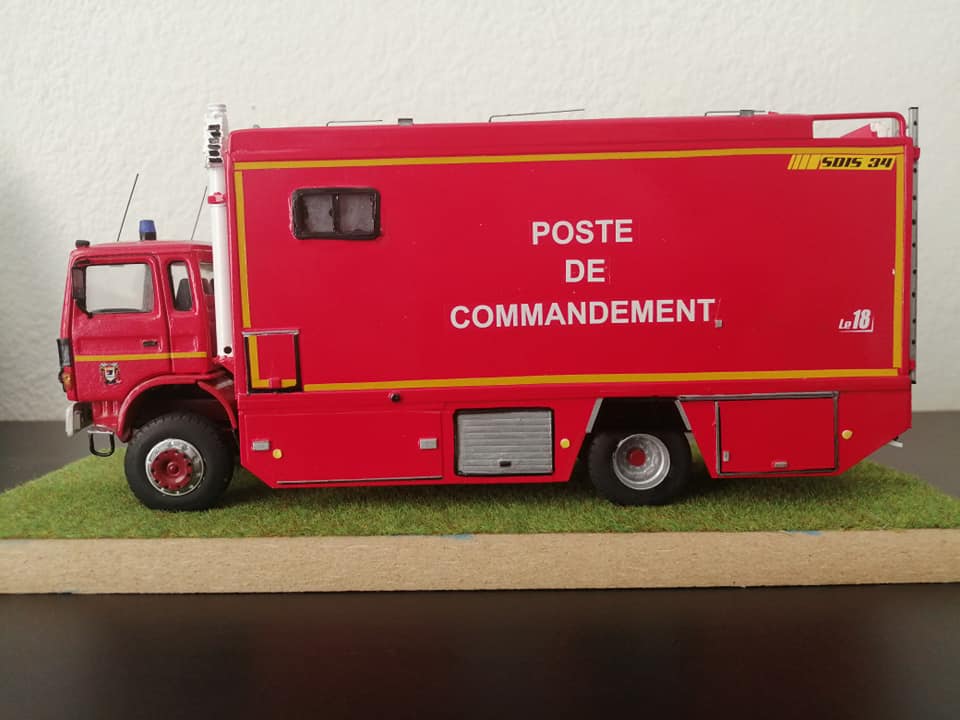 SDIS 34
POSTE
DE
COMMANDEMENT
Le 18